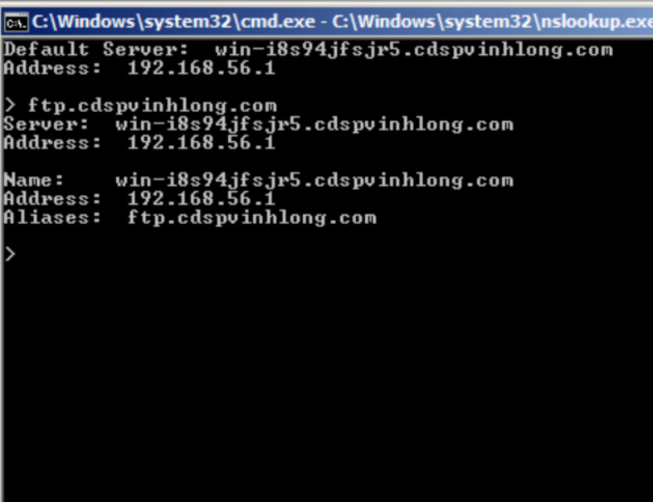 C:\Windows\system32\cmd.exe - C:\Windows\system32\nslookup.exe
Default Server:  win-i8s94jfsjr5.cdspvinhlong.com
Address:  192.168.56.1
> ftp.cdspvinhlong.com
Server:  win-i8s94jfsjr5.cdspvinhlong.com
Address:  192.168.56.1
Name:    win-i8s94jfsjr5.cdspvinhlong.com
Address:  192.168.56.1
Aliases:  ftp.cdspvinhlong.com
>